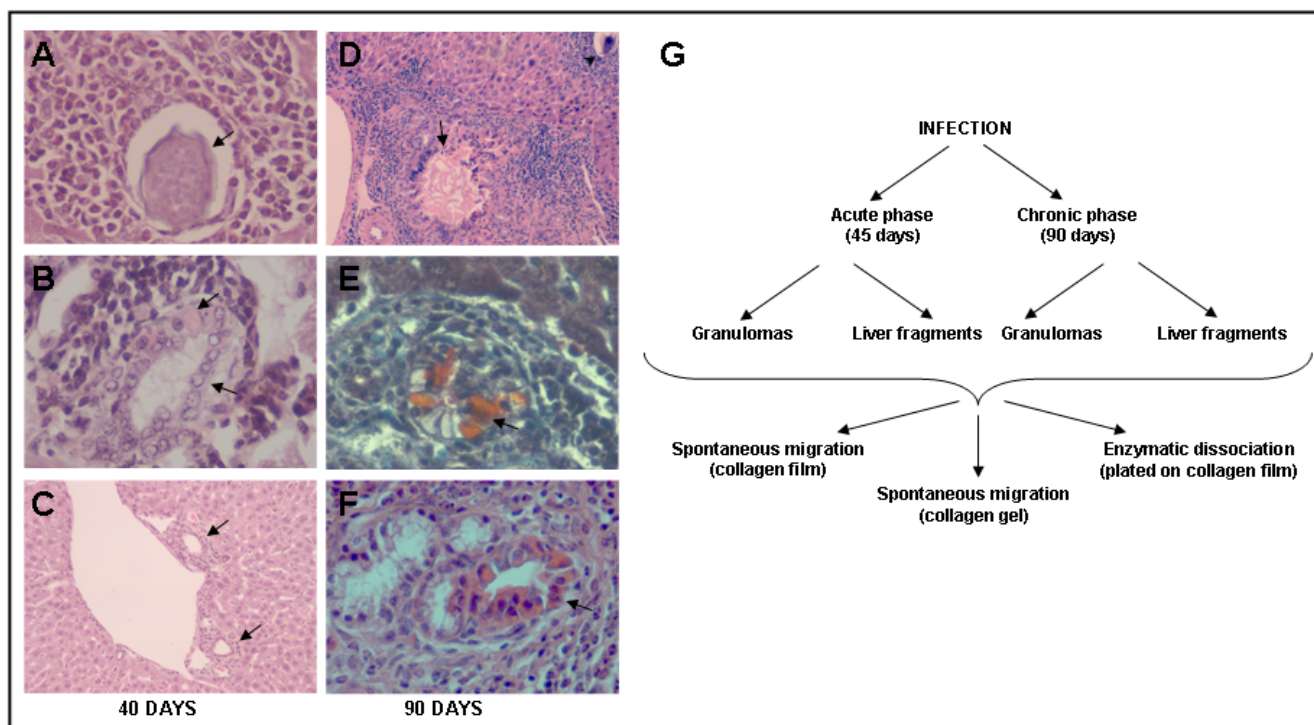 A
D
G
B
E
C
F
40 DAYS
90 DAYS
INFECTION
Acute phase
(45 days)
Chronic phase
(90 days)
Granulomas
Liver fragments
Granulomas
Liver fragments
Spontaneous migration
(collagen film)
Spontaneous migration
(collagen gel)
Enzymatic dissociation
(plated on collagen film)